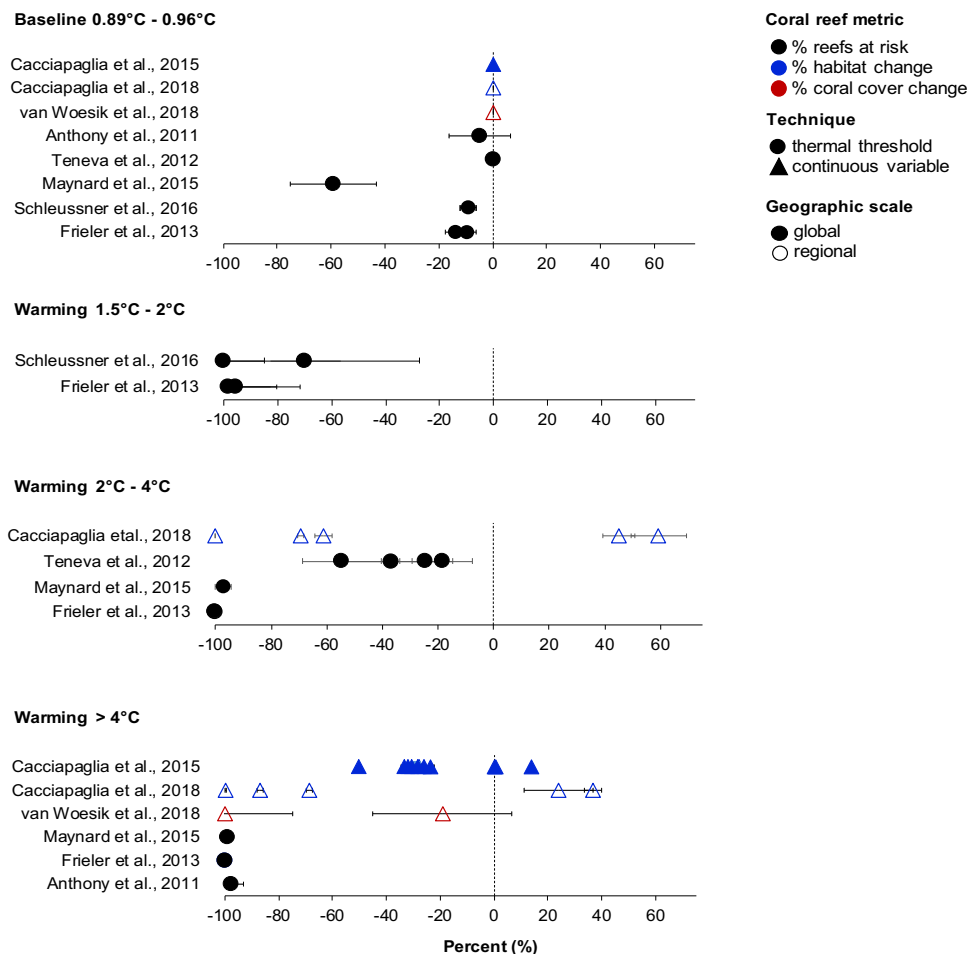 Baseline 0.89°C - 0.96°C
Cacciapaglia et al., 2015
Cacciapaglia et al., 2018
van Woesik et al., 2018
Anthony et al., 2011
Teneva et al., 2012
Maynard et al., 2015
Schleussner et al., 2016
Frieler et al., 2013
-100 -80 -60 -40 -20 0 20 40 60
Coral reef metric
% reefs at risk
% habitat change
% coral cover change
Technique
thermal threshold
continuous variable
Geographic scale
global
regional
Warming 1.5°C - 2°C
Schleussner et al., 2016
Frieler et al., 2013
-100 -80 -60 -40 -20 0 20 40 60
Warming 2°C - 4°C
Cacciapaglia etal., 2018
Teneva et al., 2012
Maynard et al., 2015
Frieler et al., 2013
-100 -80 -60 -40 -20 0 20 40 60
Warming > 4°C
Cacciapaglia et al., 2015
Cacciapaglia et al., 2018
van Woesik et al., 2018
Maynard et al., 2015
Frieler et al., 2013
Anthony et al., 2011
-100 -80 -60 -40 -20 0 20 40 60
Percent (%)